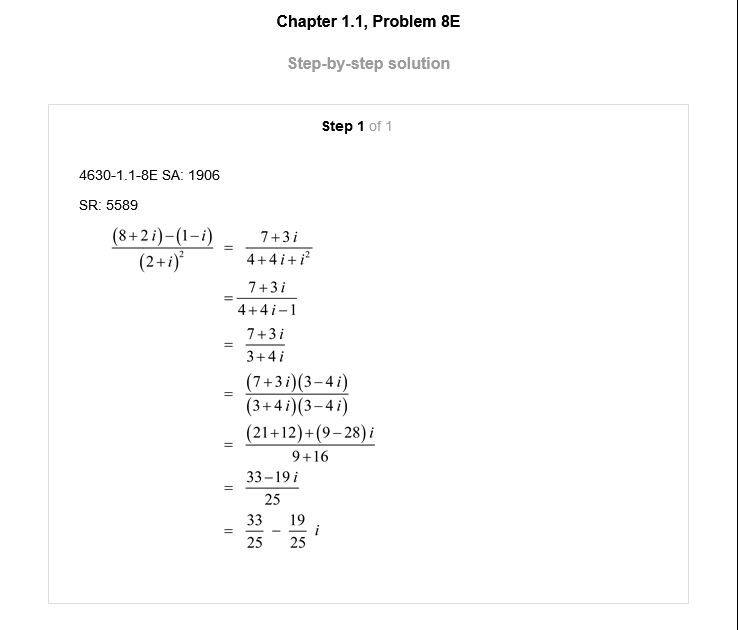 Chapter 1.1, Problem 8E
Step-by-step solution
Step 1 of 1
4630-1.1-8E SA: 1906
SR: 5589
\frac{(8+2i)-(1-i)}{(2+i)^2} = \frac{7+3i}{4+4i+i^2}
= \frac{7+3i}{4+4i-1}
= \frac{7+3i}{3+4i}
= \frac{(7+3i)(3-4i)}{(3+4i)(3-4i)}
= \frac{(21+12)+(9-28)i}{9+16}
= \frac{33-19i}{25}
= \frac{33}{25} - \frac{19}{25} i